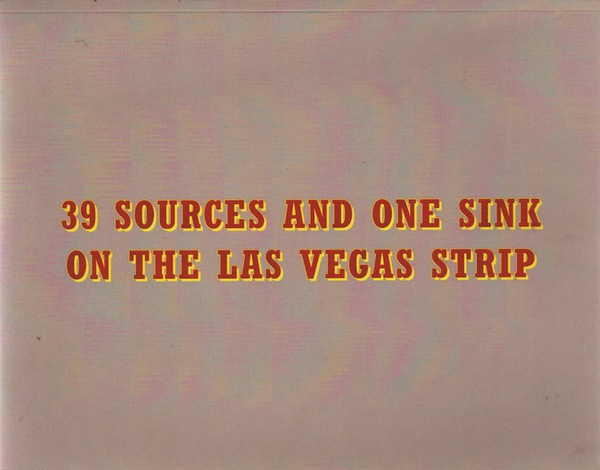 39 SOURCES AND ONE SINK
ON THE LAS VEGAS STRIP